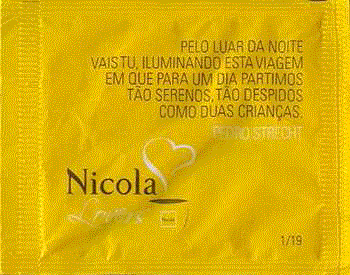 PELO LUAR DA NOITE
VAIS TU, ILUMINANDO ESTA VIAGEM
EM QUE PARA UM DIA PARTIMOS
TÃO SERENOS, TÃO DESPIDOS
COMO DUAS CRIANÇAS.
PEDRO STRECHT
Nicola
1/19